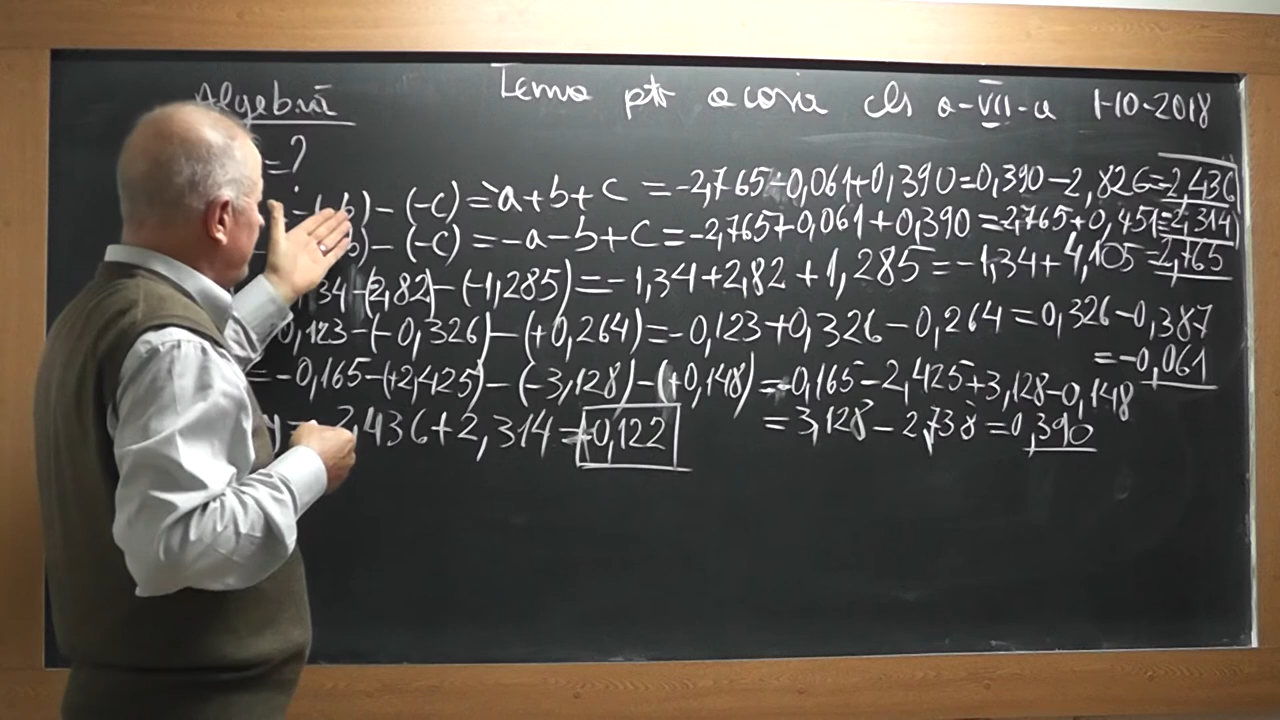 Algebră Tema ptr acasă cls a-VII-a 1-10-2018
=?
-(-b)-(-c)=-a+b+c=-2,765-0,061+0,390=0,390-2,826=-2,436
-b)-(-c)=-a-b+c=-2,765+0,061+0,390=-2,765+0,451=-2,314
1,34-(2,82)-(-1,285)=-1,34+2,82+1,285=-1,34+4,105=2,765
0,123-(-0,326)-(+0,264)=-0,123+0,326-0,264=0,326-0,387
=-0,061
=-0,165-(+2,425)-(-3,128)-(+0,148)=-0,165-2,425+3,128-0,148
y=-2,436+2,314=-0,122 =3,128-2,738=0,390